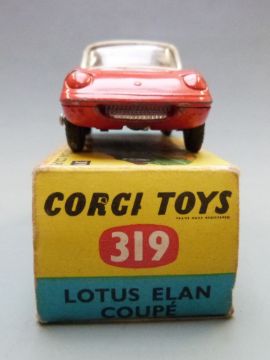 CORGI TOYS
319
LOTUS ELAN
COUPÉ